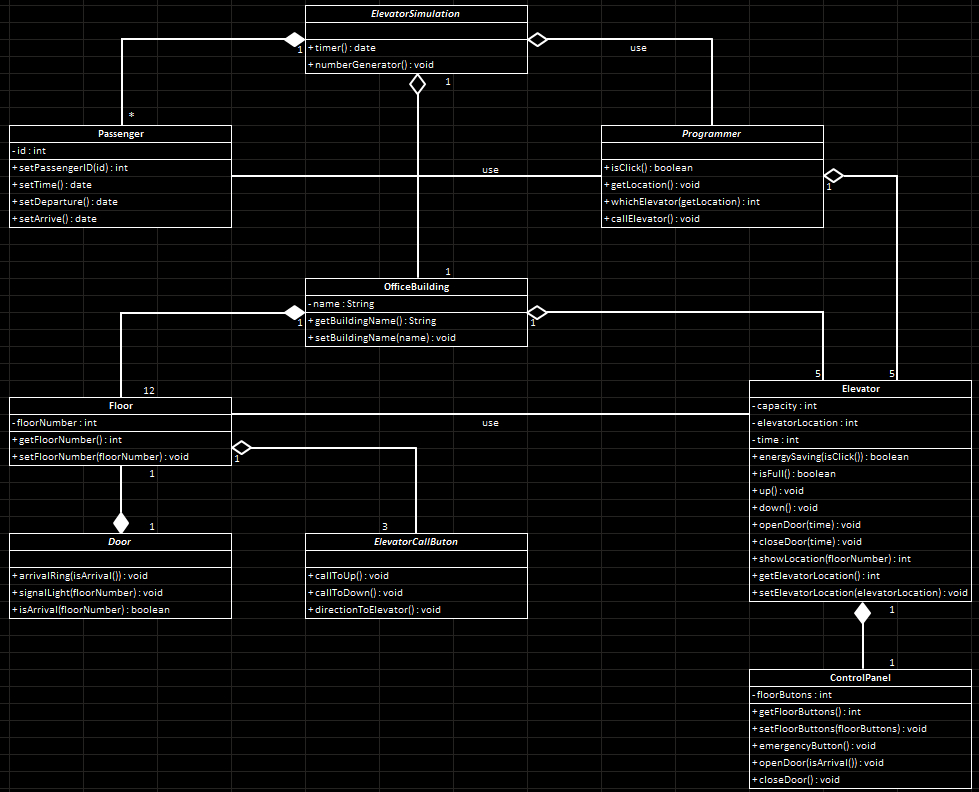 ElevatorSimulation
+ timer() : date
+ numberGenerator() : void
1
use
1
*
Passenger
- id : int
+ setPassengerID(id) : int
+ setTime() : date
+ setDeparture() : date
+ setArrive() : date
use
Programmer
+ isClick() : boolean
+ getLocation() : void
+ whichElevator(getLocation) : int
+ callElevator() : void
1
1
OfficeBuilding
- name : String
+ getBuildingName() : String
+ setBuildingName(name) : void
1
1
12
5
5
Floor
- floorNumber : int
+ getFloorNumber() : int
+ setFloorNumber(floorNumber) : void
use
1
1
1
3
Door
+ arrivalRing(isArrival()) : void
+ signalLight(floorNumber) : void
+ isArrival(floorNumber) : boolean
ElevatorCallButon
+ callToUp() : void
+ callToDown() : void
+ directionToElevator() : void
Elevator
- capacity : int
- elevatorLocation : int
- time : int
+ energySaving(isClick()) : boolean
+ isFull() : boolean
+ up() : void
+ down() : void
+ openDoor(time) : void
+ closeDoor(time) : void
+ showLocation(floorNumber) : int
+ getElevatorLocation() : int
+ setElevatorLocation(elevatorLocation) : void
1
1
ControlPanel
- floorButons : int
+ getFloorButtons() : int
+ setFloorButtons(floorButtons) : void
+ emergencyButton() : void
+ openDoor(isArrival()) : void
+ closeDoor() : void